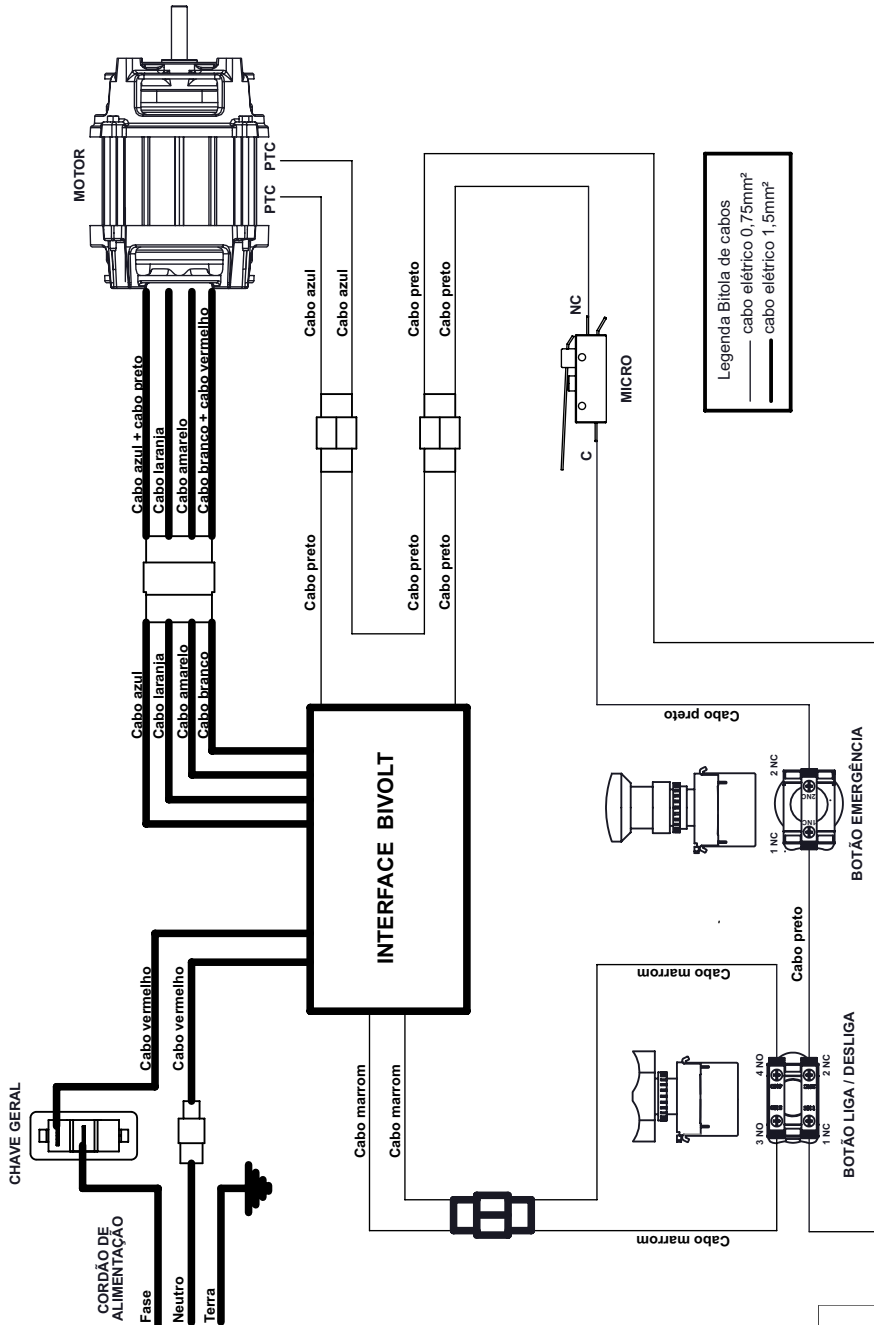 CHAVE GERAL
CORDÃO DE
ALIMENTAÇÃO
Fase
Neutro
Terra
Cabo vermelho
Cabo vermelho
Cabo azul
Cabo laranja
Cabo amarelo
Cabo branco
Cabo azul + cabo preto
Cabo laranja
Cabo amarelo
Cabo branco + cabo vermelho
MOTOR
PTC
PTC
INTERFACE BIVOLT
Cabo marrom
Cabo marrom
Cabo preto
Cabo preto
Cabo preto
Cabo azul
Cabo azul
Cabo preto
Cabo preto
C
NC
MICRO
Cabo marrom
Cabo marrom
Cabo preto
3 NO
4 NO
1 NC
2 NC
BOTÃO LIGA / DESLIGA
Cabo preto
1 NC
2 NC
1NC
2NC
BOTÃO EMERGÊNCIA
Legenda Bitola de cabos
cabo elétrico 0,75mm²
cabo elétrico 1,5mm²